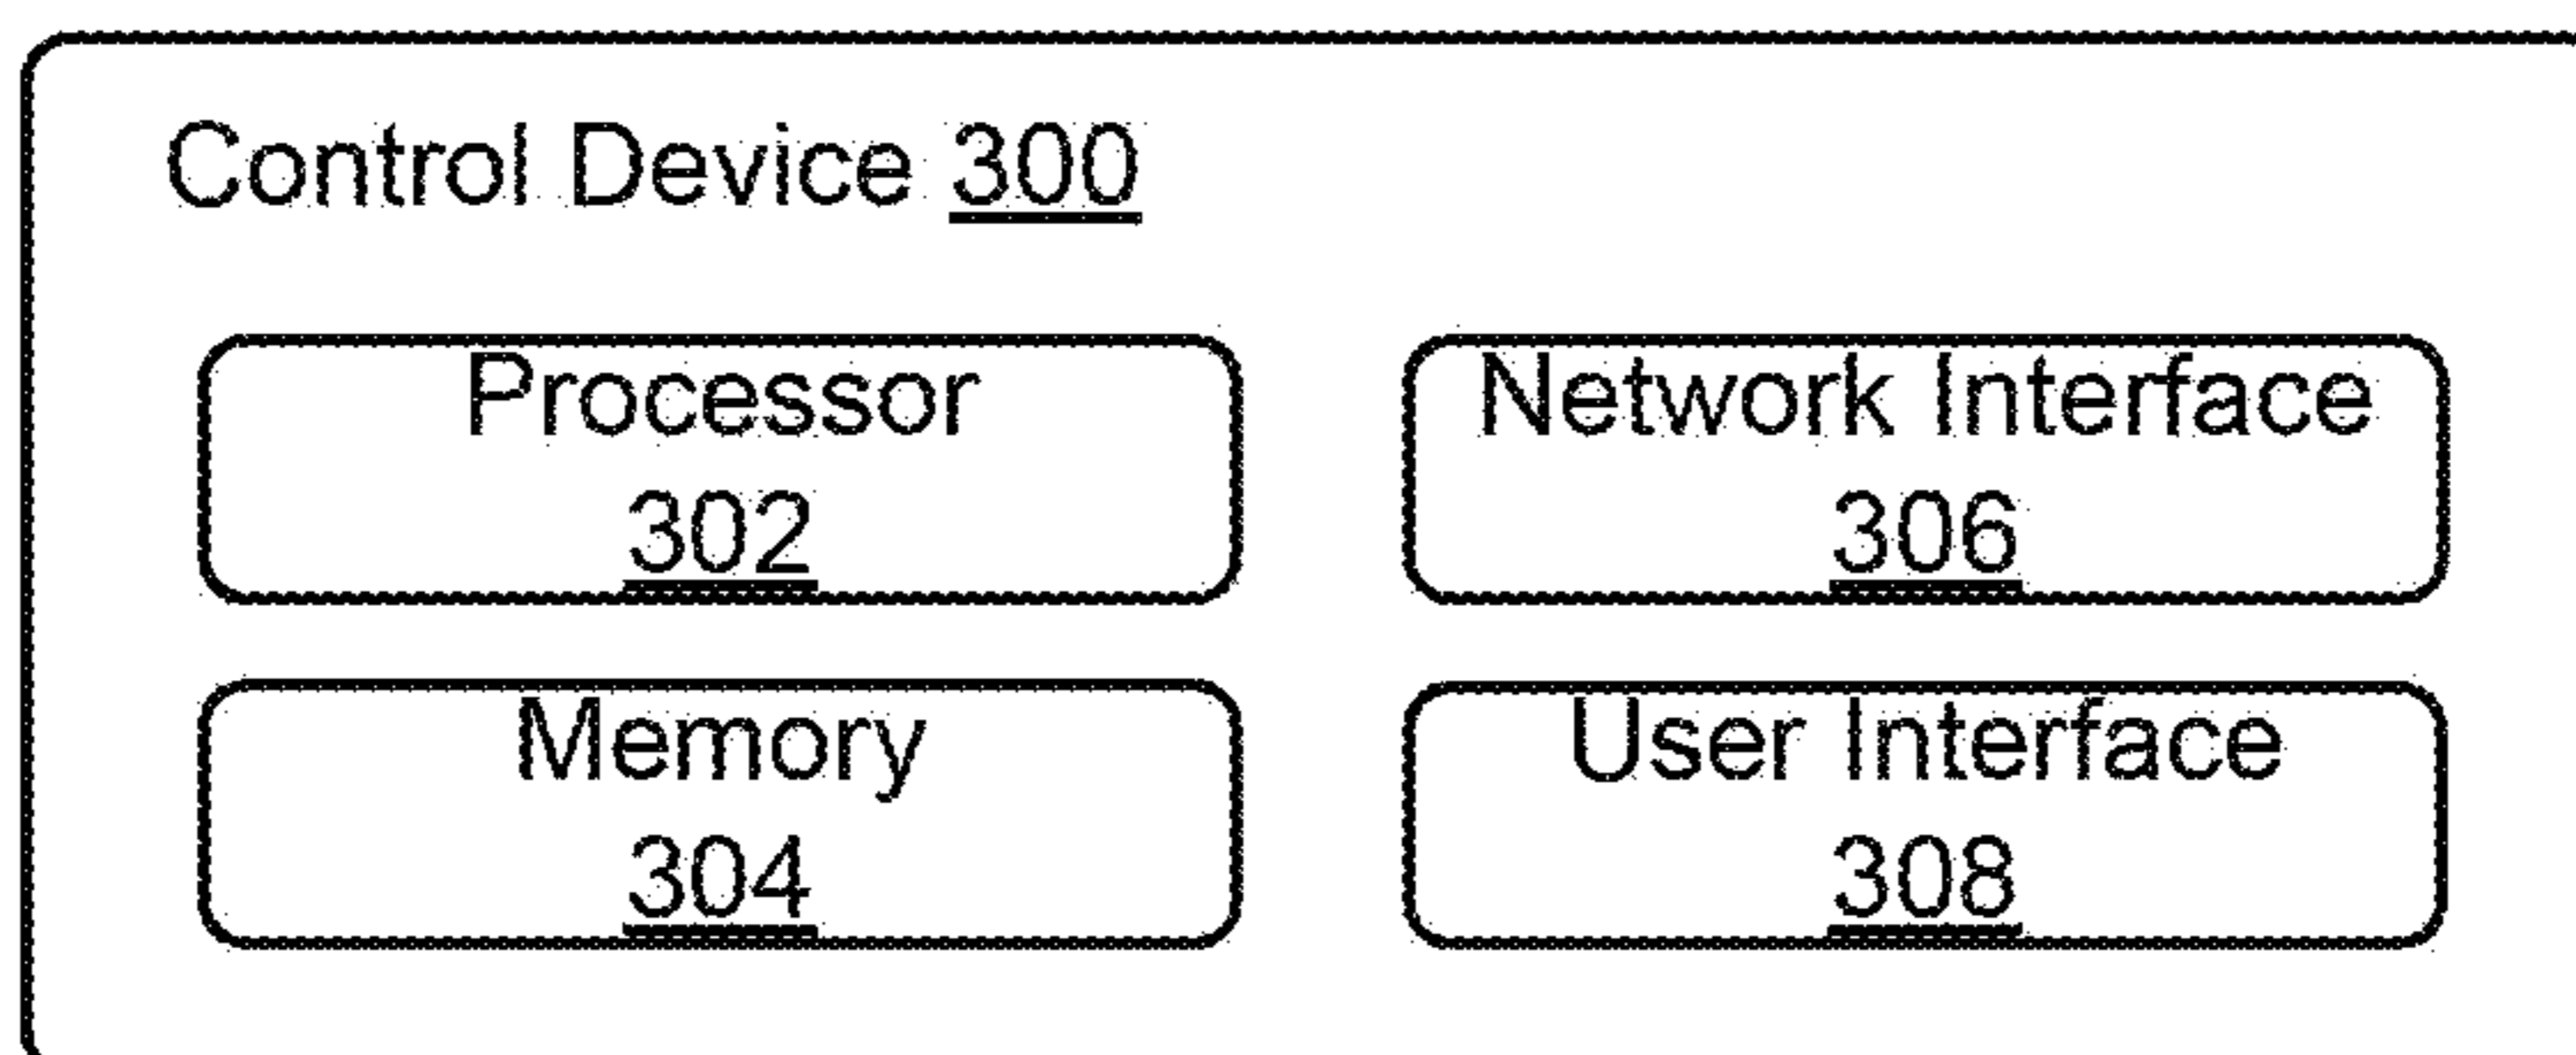 Control Device 300
Processor
302
Network Interface
306
Memory
304
User Interface
308